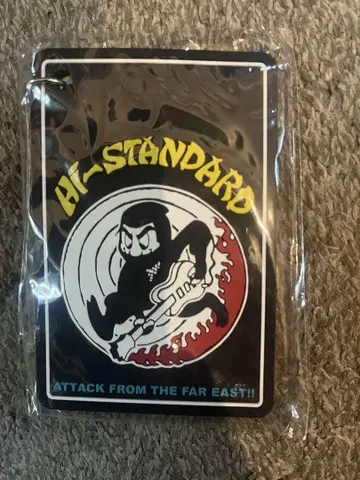 Hi-STANDARD
ATTACK FROM THE FAR EAST!!